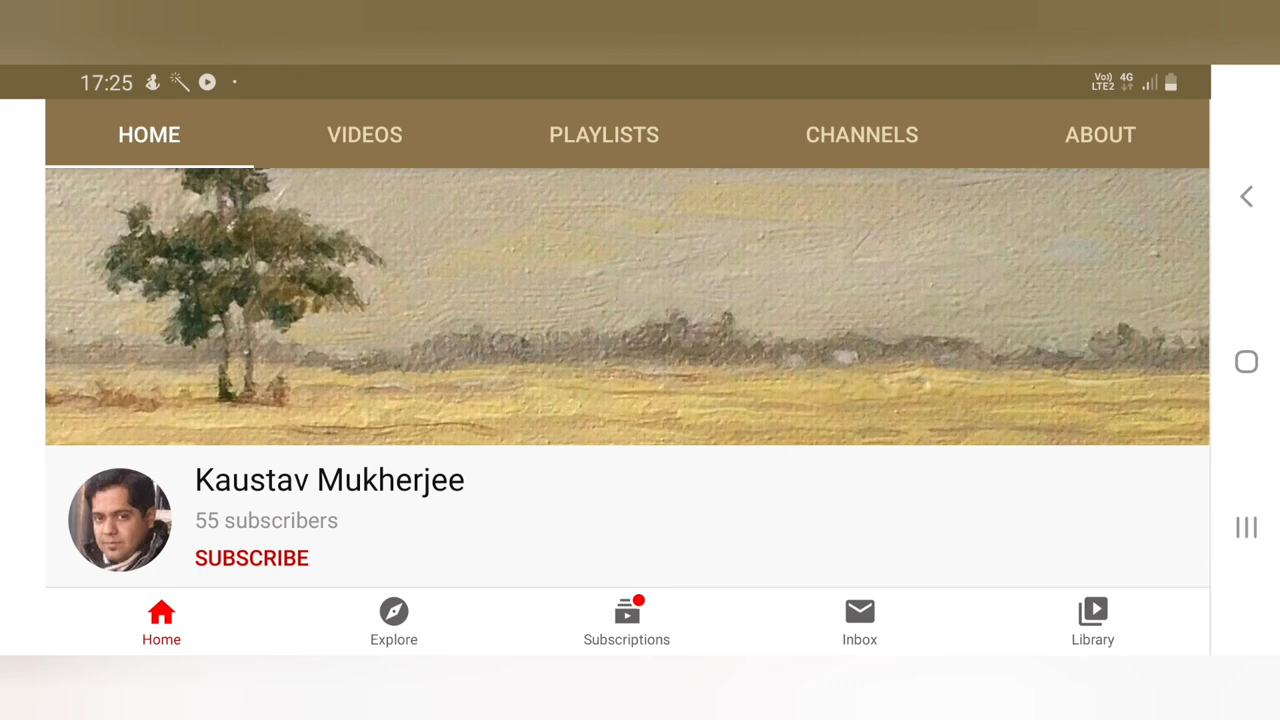 17:25
Vo)) 4G
LTE2
HOME VIDEOS PLAYLISTS CHANNELS ABOUT
Kaustav Mukherjee
55 subscribers
SUBSCRIBE
Home Explore Subscriptions Inbox Library